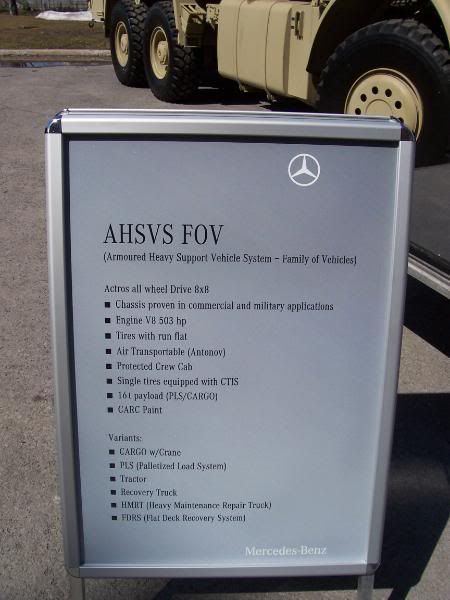 AHSVS FOV
(Armoured Heavy Support Vehicle System - Family of Vehicles)
Actros all wheel Drive 8x8
■ Chassis proven in commercial and military applications
■ Engine V8 503 hp
■ Tires with run flat
■ Air Transportable (Antonov)
■ Protected Crew Cab
■ Single tires equipped with CTIS
■ 16t payload (PLS/CARGO)
■ CARC Paint
Variants:
■ CARGO w/Crane
■ PLS (Palletized Load System)
■ Tractor
■ Recovery Truck
■ HMRT (Heavy Maintenance Repair Truck)
■ FDRS (Flat Deck Recovery System)
Mercedes-Benz